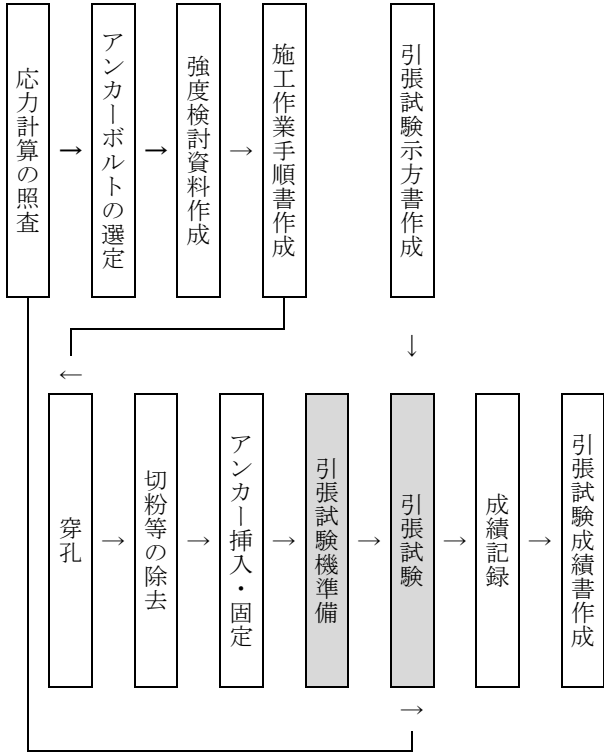 応力計算の照査
→
アンカーボルトの選定
→
強度検討資料作成
→
施工作業手順書作成
引張試験示方書作成
↓
←
穿孔
→
切粉等の除去
→
アンカー挿入・固定
→
引張試験機準備
→
引張試験
→
成績記録
→
引張試験成績書作成
→